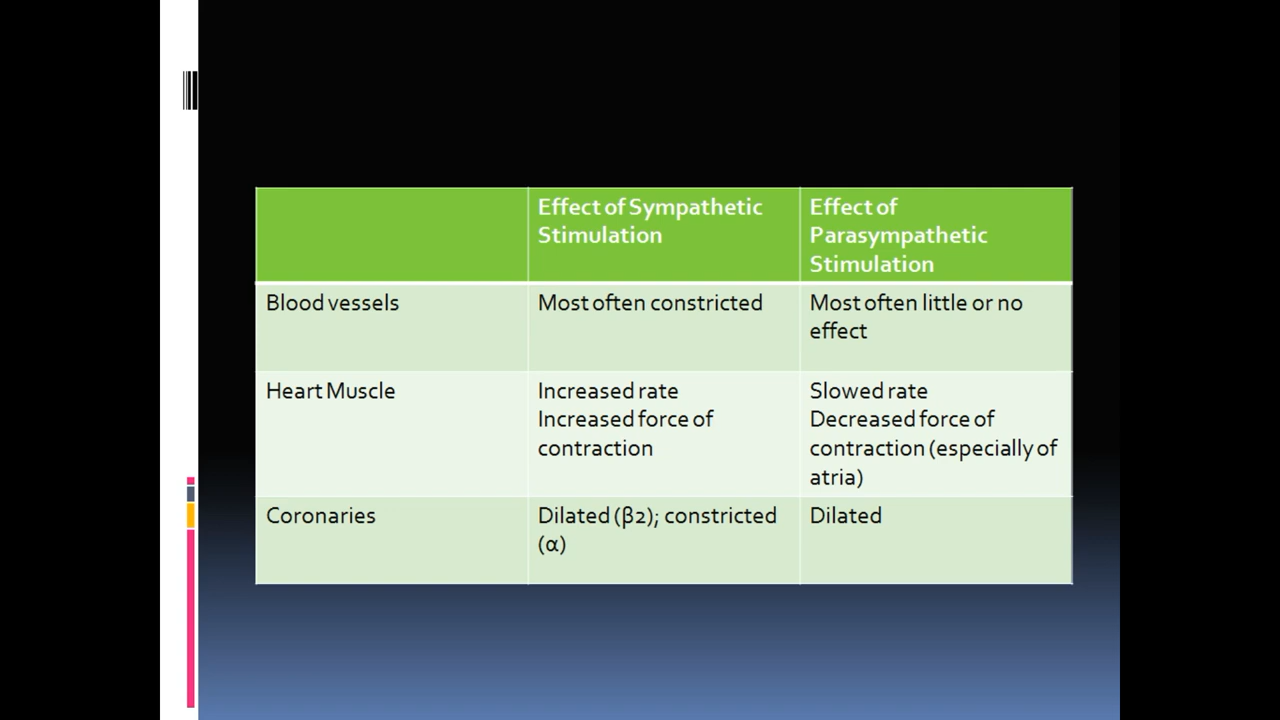 Effect of Sympathetic
Stimulation
Effect of
Parasympathetic
Stimulation
Blood vessels
Most often constricted
Most often little or no
effect
Heart Muscle
Increased rate
Increased force of
contraction
Slowed rate
Decreased force of
contraction (especially of
atria)
Coronaries
Dilated (β2); constricted
(α)
Dilated